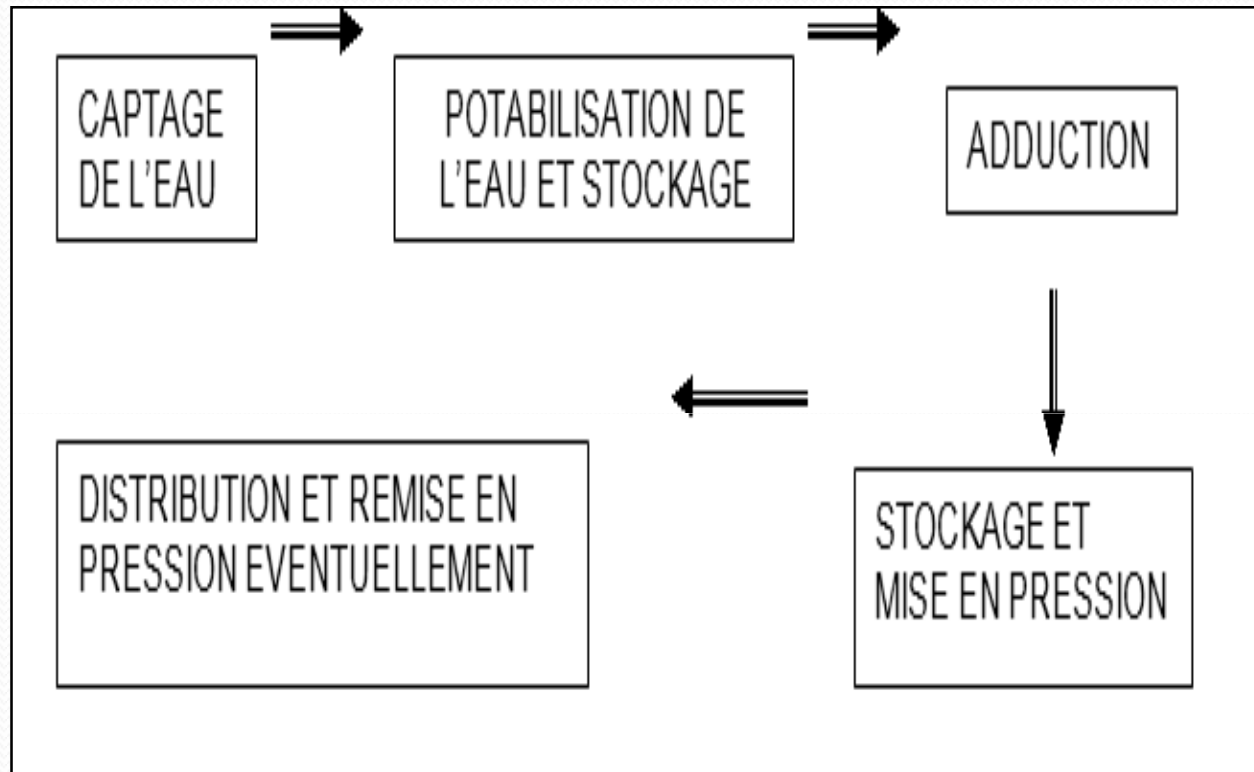 CAPTAGE
DE L'EAU
POTABILISATION DE
L'EAU ET STOCKAGE
ADDUCTION
STOCKAGE ET
MISE EN PRESSION
DISTRIBUTION ET REMISE EN
PRESSION EVENTUELLEMENT